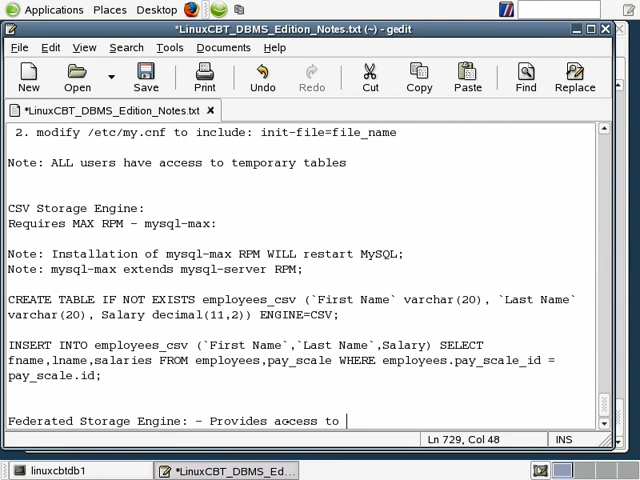 Applications Places Desktop
*LinuxCBT_DBMS_Edition_Notes.txt (~) - gedit
File Edit View Search Tools Documents Help
New Open Save Print Undo Redo Cut Copy Paste Find Replace
*LinuxCBT_DBMS_Edition_Notes.txt x
2. modify /etc/my.cnf to include: init-file=file_name
Note: ALL users have access to temporary tables
CSV Storage Engine:
Requires MAX RPM - mysql-max:
Note: Installation of mysql-max RPM WILL restart MySQL;
Note: mysql-max extends mysql-server RPM;
CREATE TABLE IF NOT EXISTS employees_csv (`First Name` varchar(20), `Last Name`
varchar(20), Salary decimal(11,2)) ENGINE=CSV;
INSERT INTO employees_csv (`First Name`,`Last Name`,Salary) SELECT
fname,lname,salaries FROM employees,pay_scale WHERE employees.pay_scale_id =
pay_scale.id;
Federated Storage Engine: - Provides access to
Ln 729, Col 48 INS
linuxcbtdb1 *LinuxCBT_DBMS_Ed...